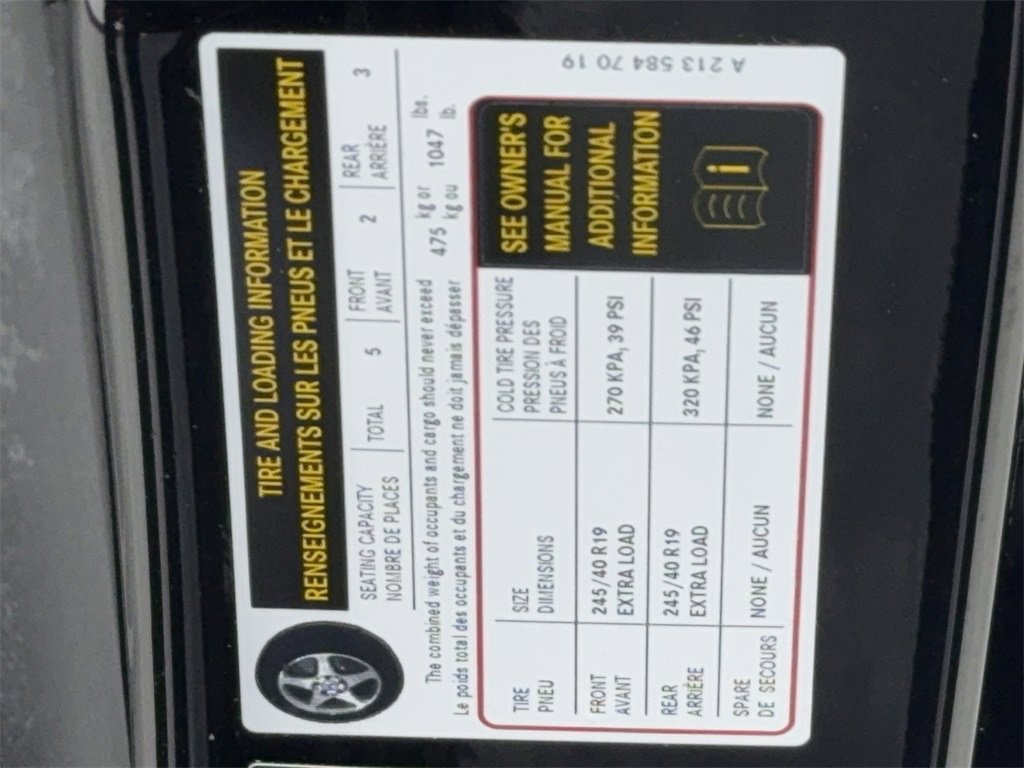 TIRE AND LOADING INFORMATION
RENSEIGNEMENTS SUR LES PNEUS ET LE CHARGEMENT
SEATING CAPACITY TOTAL 5 FRONT 2 REAR 3
NOMBRE DE PLACES AVANT ARRIÈRE
The combined weight of occupants and cargo should never exceed 475 kg or 1047 lbs.
Le poids total des occupants et du chargement ne doit jamais dépasser kg ou lb.
TIRE SIZE COLD TIRE PRESSURE
PNEU DIMENSIONS PRESSION DES
PNEUS À FROID
FRONT 245/40 R19 270 KPA, 39 PSI
AVANT EXTRA LOAD
REAR 245/40 R19 320 KPA, 46 PSI
ARRIÈRE EXTRA LOAD
SPARE NONE / AUCUN NONE / AUCUN
DE SECOURS
SEE OWNER'S
MANUAL FOR
ADDITIONAL
INFORMATION
i
A 213 584 70 19